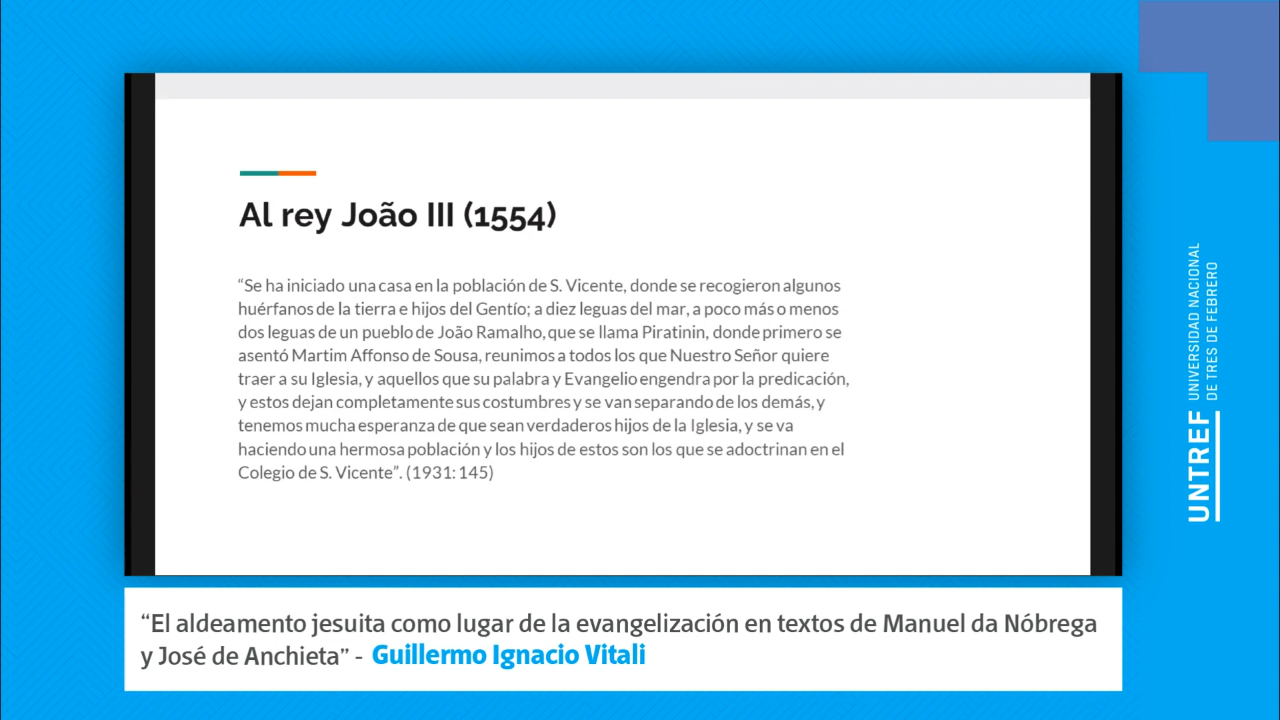 Al rey João III (1554)
“Se ha iniciado una casa en la población de S. Vicente, donde se recogieron algunos
huérfanos de la tierra e hijos del Gentío; a diez leguas del mar, a poco más o menos
dos leguas de un pueblo de João Ramalho, que se llama Piratinin, donde primero se
asentó Martim Affonso de Sousa, reunimos a todos los que Nuestro Señor quiere
traer a su Iglesia, y aquellos que su palabra y Evangelio engendra por la predicación,
y estos dejan completamente sus costumbres y se van separando de los demás, y
tenemos mucha esperanza de que sean verdaderos hijos de la Iglesia, y se va
haciendo una hermosa población y los hijos de estos son los que se adoctrinan en el
Colegio de S. Vicente”. (1931: 145)
“El aldeamento jesuita como lugar de la evangelización en textos de Manuel da Nóbrega
y José de Anchieta” - Guillermo Ignacio Vitali
UNTREF
UNIVERSIDAD NACIONAL
DE TRES DE FEBRERO